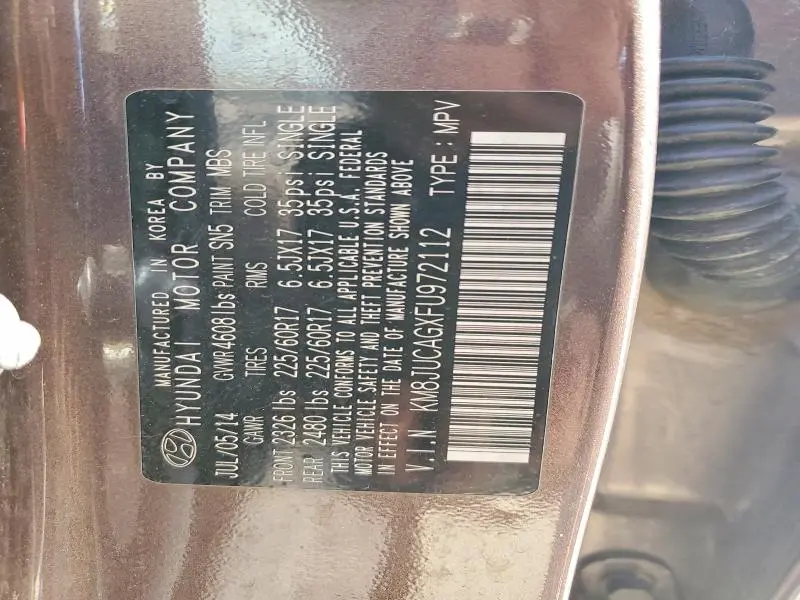 MANUFACTURED IN KOREA BY
HYUNDAI MOTOR COMPANY
JUL/05/14 GVWR4608 lbs PAINT SN5 TRIM MBS
GAWR TIRES RMS COLD TIRE INFL
FRONT 2326 lbs 225/60R17 6.5JX17 35psi SINGLE
REAR 2480 lbs 225/60R17 6.5JX17 35psi SINGLE
THIS VEHICLE CONFORMS TO ALL APPLICABLE U.S.A. FEDERAL
MOTOR VEHICLE SAFETY AND THEFT PREVENTION STANDARDS
IN EFFECT ON THE DATE OF MANUFACTURE SHOWN ABOVE
V.I.N. KM8JUCAGXFU972112 TYPE: MPV